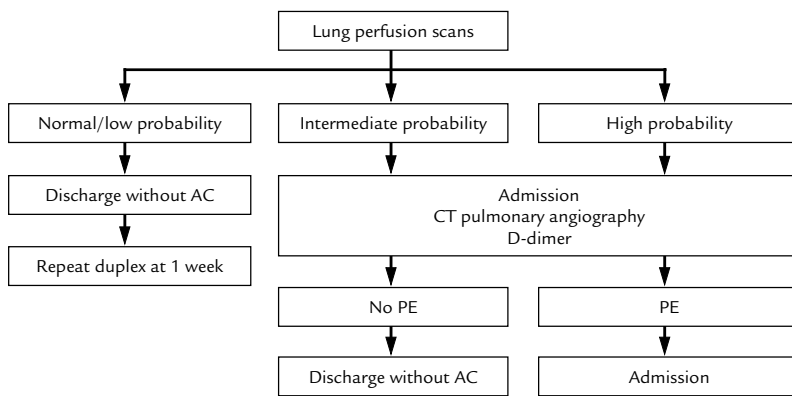 Lung perfusion scans
Normal/low probability
Intermediate probability
High probability
Discharge without AC
Admission
CT pulmonary angiography
D-dimer
Repeat duplex at 1 week
No PE
PE
Discharge without AC
Admission